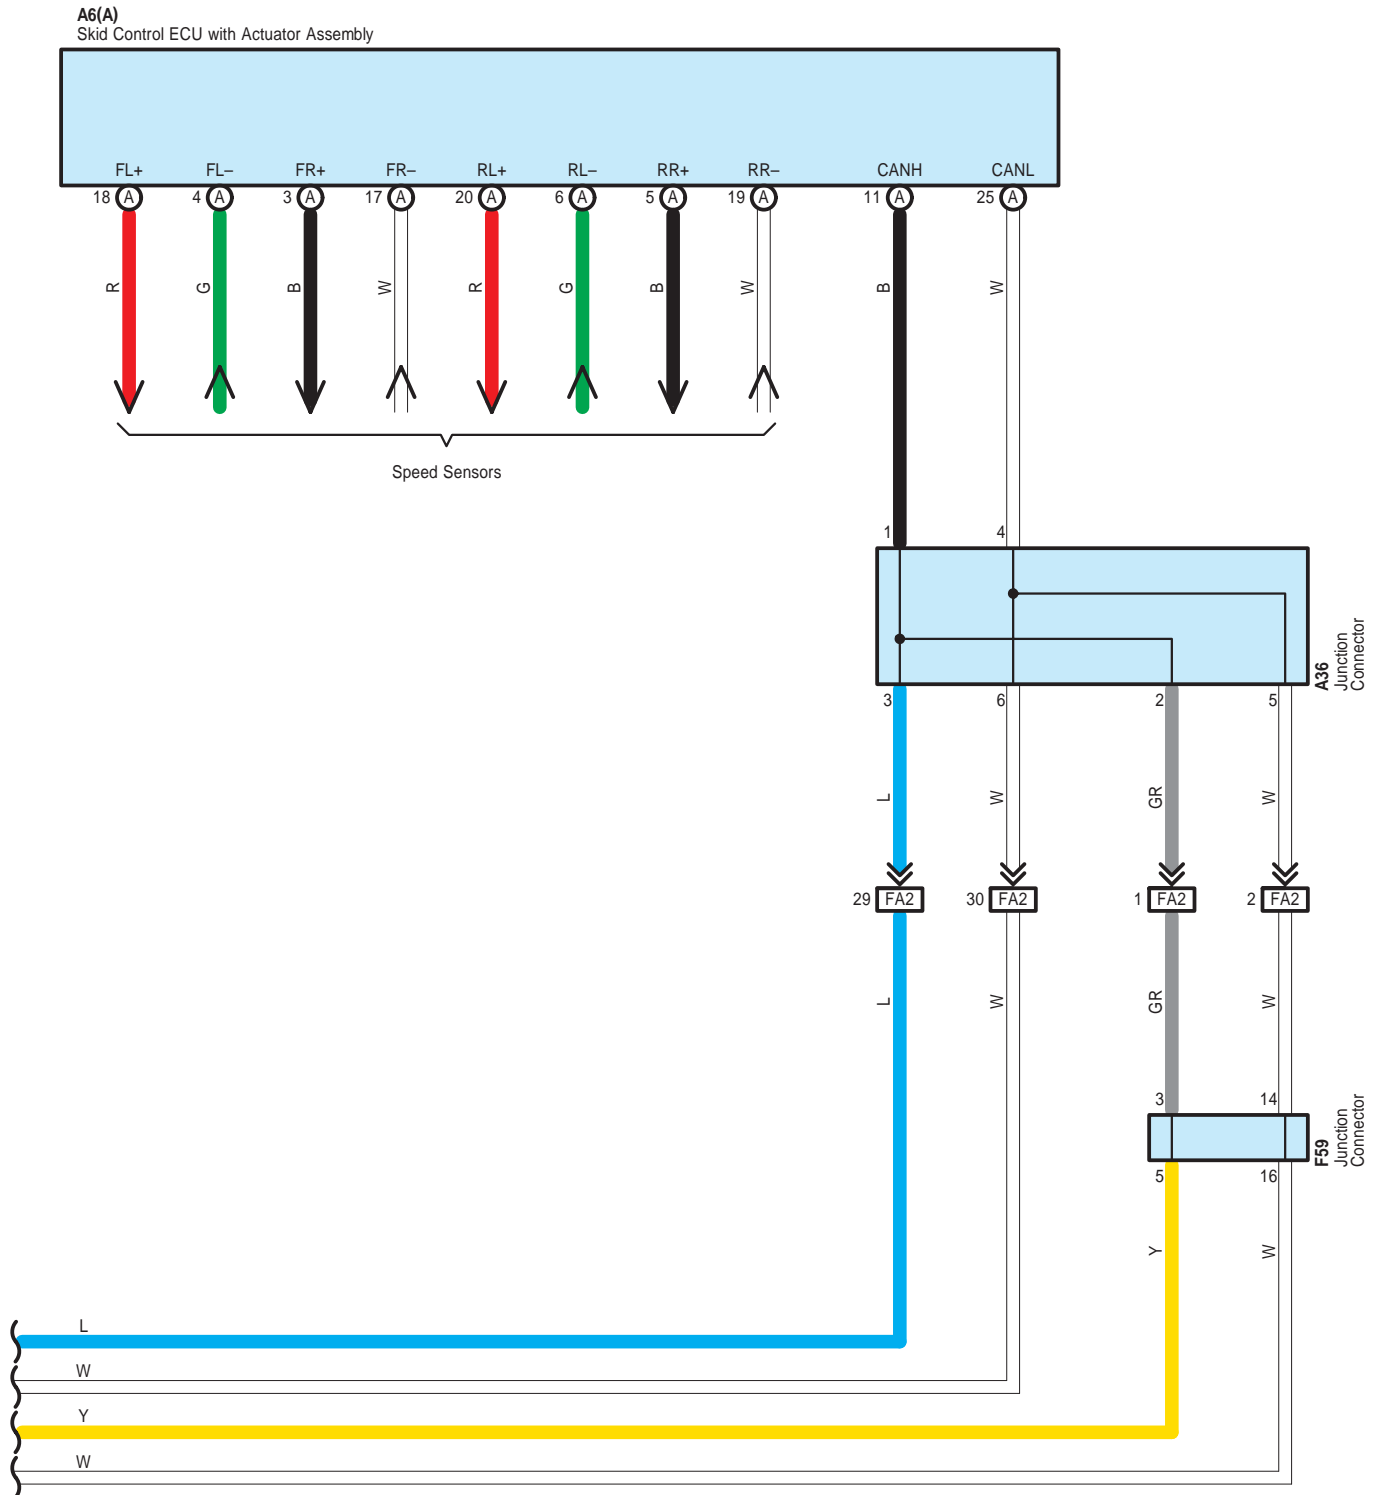 A6(A)
Skid Control ECU with Actuator Assembly
FL+ FL– FR+ FR– RL+ RL– RR+ RR– CANH CANL
18 A 4 A 3 A 17 A 20 A 6 A 5 A 19 A 11 A 25 A
R G B W R G B W B W
Speed Sensors
1 4
A36
Junction
Connector
3 6 2 5
L W GR W
29 FA2 30 FA2 1 FA2 2 FA2
L W GR W
3 14
F59
Junction
Connector
5 16
Y W
L
W
Y
W